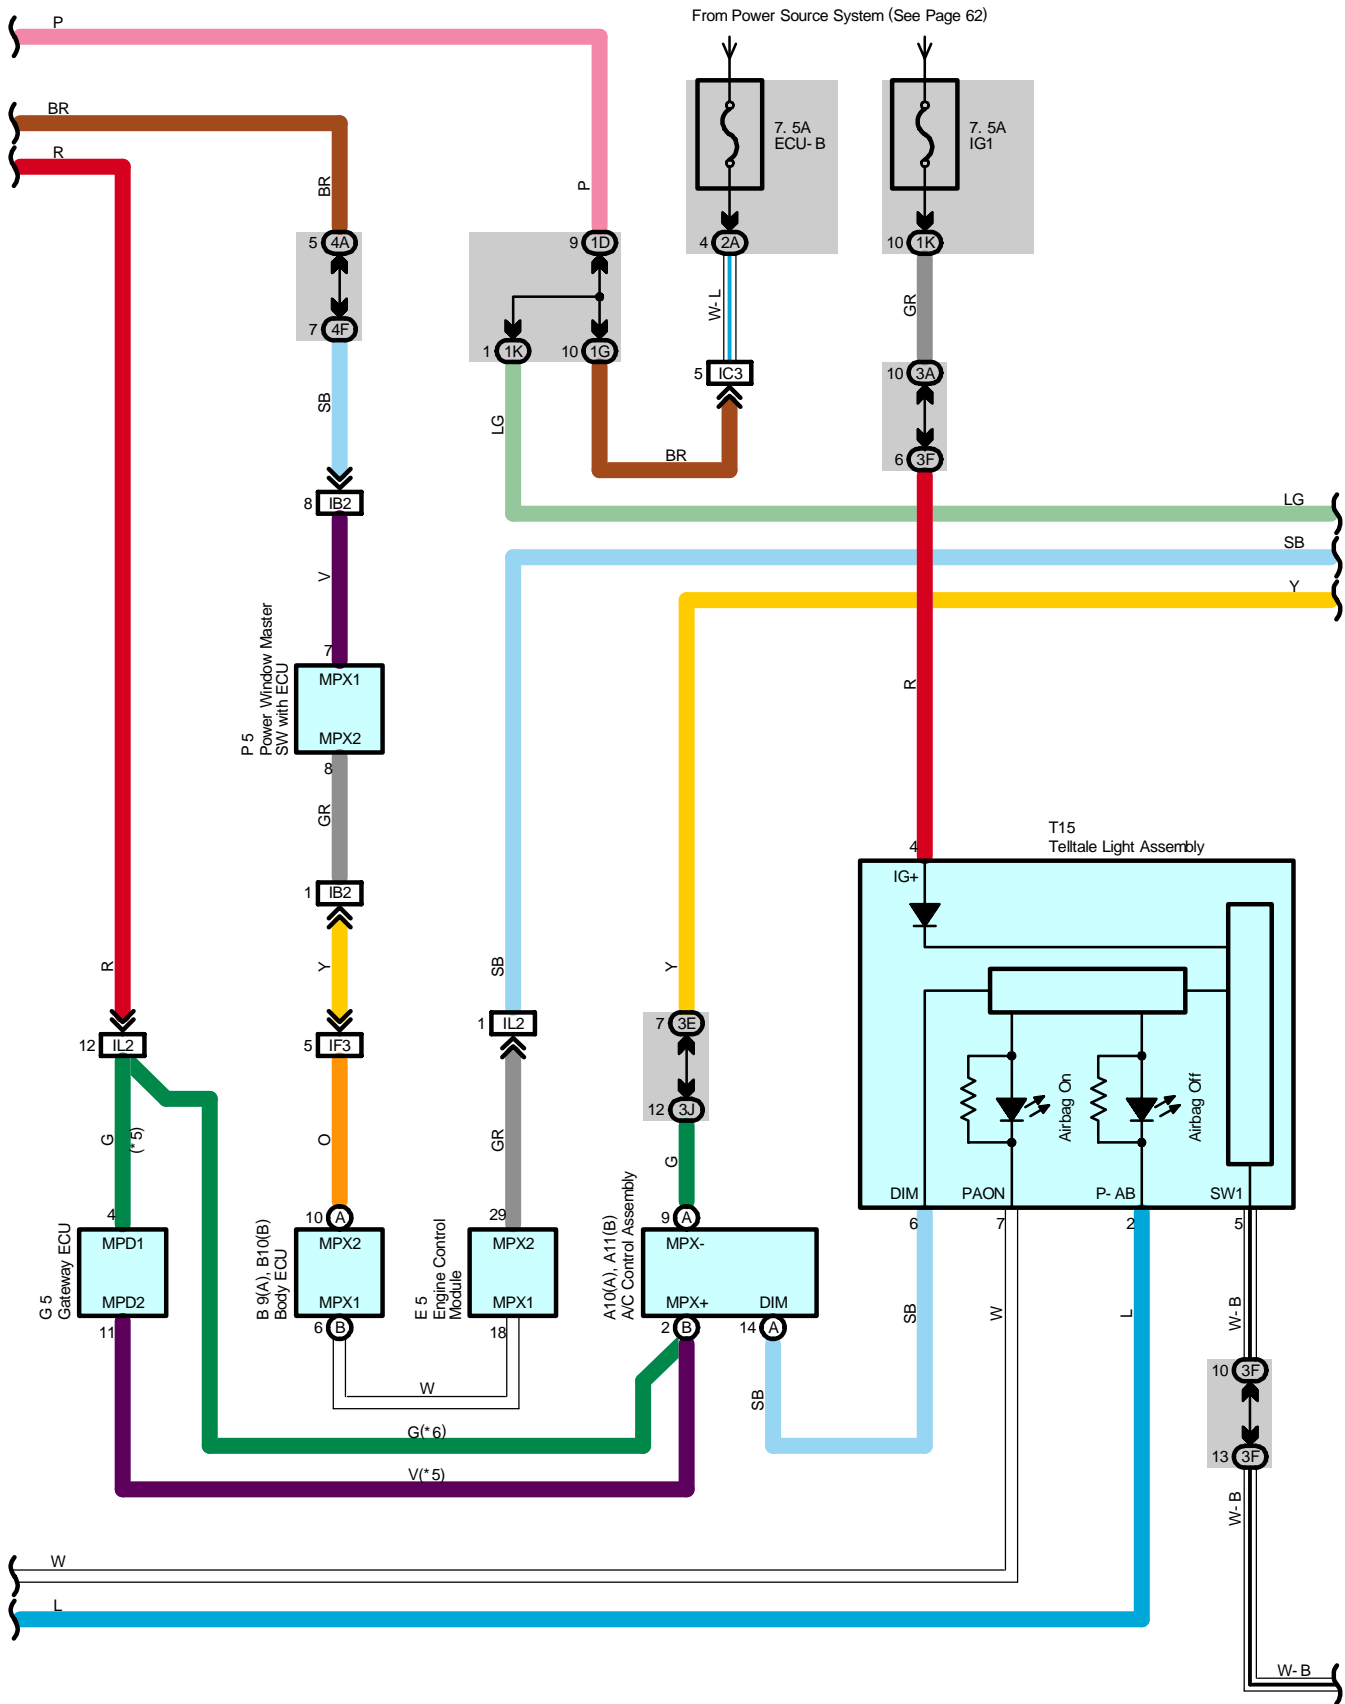 From Power Source System (See Page 62)
P
BR
R
7. 5A
ECU- B
7. 5A
IG1
BR
P
5 4A
9 1D
4 2A
10 1K
7 4F
1 1K
10 1G
W- L
GR
5 IC3
10 3A
SB
LG
BR
6 3F
8 IB2
LG
SB
Y
V
P 5
Power Window Master
SW with ECU
7
MPX1
MPX2
8
R
GR
T15
Telltale Light Assembly
4
IG+
1 IB2
R
Y
SB
Y
12 IL2
5 IF3
1 IL2
7 3E
12 3J
Airbag On
Airbag Off
G
(* 5)
O
GR
G
DIM
PAON
P- AB
SW1
6
7
2
5
G 5
Gateway ECU
4
MPD1
MPD2
11
B 9(A), B10(B)
Body ECU
10 A
MPX2
MPX1
6 B
E 5
Engine Control
Module
29
MPX2
MPX1
18
A10(A), A11(B)
A/C Control Assembly
9 A
MPX-
MPX+
DIM
2 B
14 A
SB
W
L
W- B
10 3F
W
SB
G(* 6)
13 3F
V(* 5)
W- B
W
L
W- B